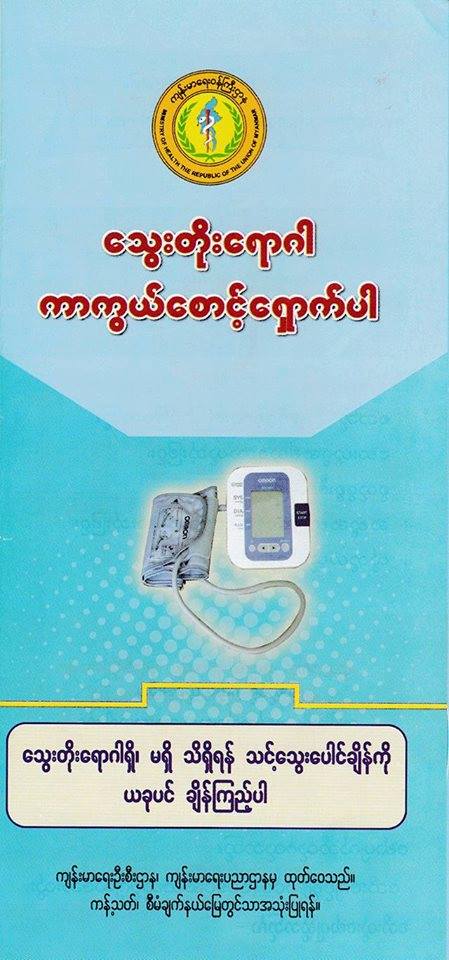 ကျန်းမာရေးဝန်ကြီးဌာန
MINISTRY OF HEALTH THE REPUBLIC OF THE UNION OF MYANMAR
သွေးတိုးရောဂါ
ကာကွယ်စောင့်ရှောက်ပါ
OMRON
SYS
DIA
START
STOP
OMRON
သွေးတိုးရောဂါရှိ၊ မရှိ သိရှိရန် သင့်သွေးပေါင်ချိန်ကို
ယခုပင် ချိန်ကြည့်ပါ
ကျန်းမာရေးဦးစီးဌာန၊ ကျန်းမာရေးပညာဌာနမှ ထုတ်ဝေသည်။
ကန့်သတ်၊ စီမံချက်နယ်မြေတွင်သာအသုံးပြုရန်။